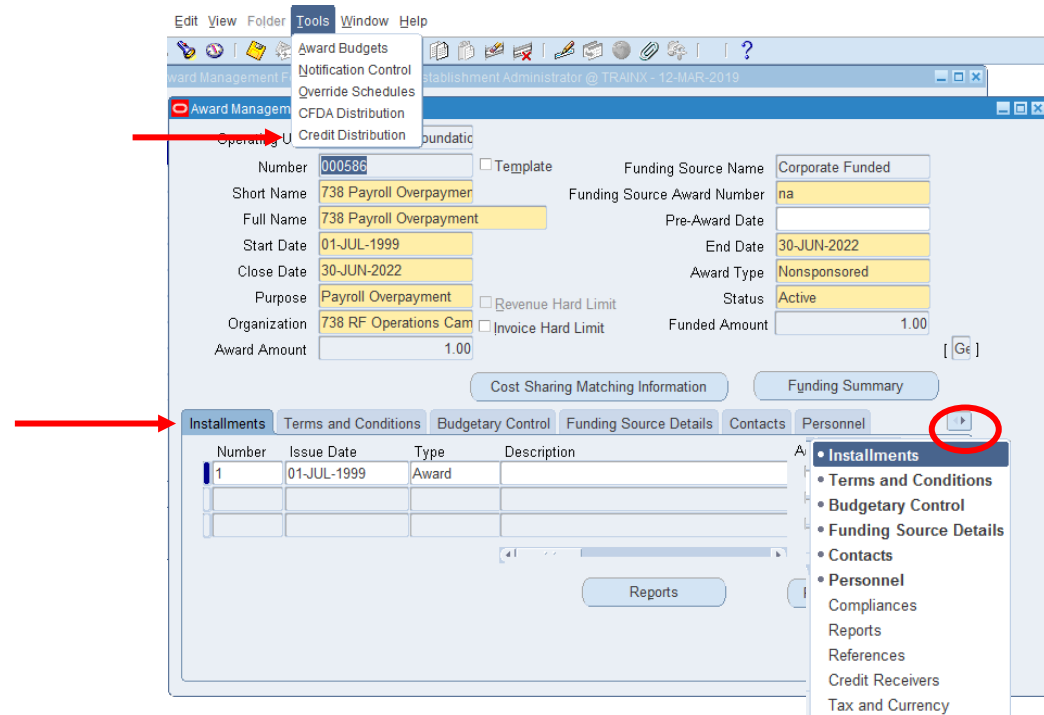 Edit View Folder Tools Window Help
Award Budgets
Notification Control
Override Schedules
CFDA Distribution
Credit Distribution
ward Management F stablishment Administrator @ TRAINX - 12-MAR-2019
Award Managem
Operating U oundatic
Number 000586 Template Funding Source Name Corporate Funded
Short Name 738 Payroll Overpaymer Funding Source Award Number na
Full Name 738 Payroll Overpayment Pre-Award Date
Start Date 01-JUL-1999 End Date 30-JUN-2022
Close Date 30-JUN-2022 Award Type Nonsponsored
Purpose Payroll Overpayment Revenue Hard Limit Status Active
Organization 738 RF Operations Cam Invoice Hard Limit Funded Amount 1.00
Award Amount 1.00 [ Ge ]
Cost Sharing Matching Information Funding Summary
Installments Terms and Conditions Budgetary Control Funding Source Details Contacts Personnel
Number Issue Date Type Description A
1 01-JUL-1999 Award
Reports
• Installments
• Terms and Conditions
• Budgetary Control
• Funding Source Details
• Contacts
• Personnel
Compliances
Reports
References
Credit Receivers
Tax and Currency